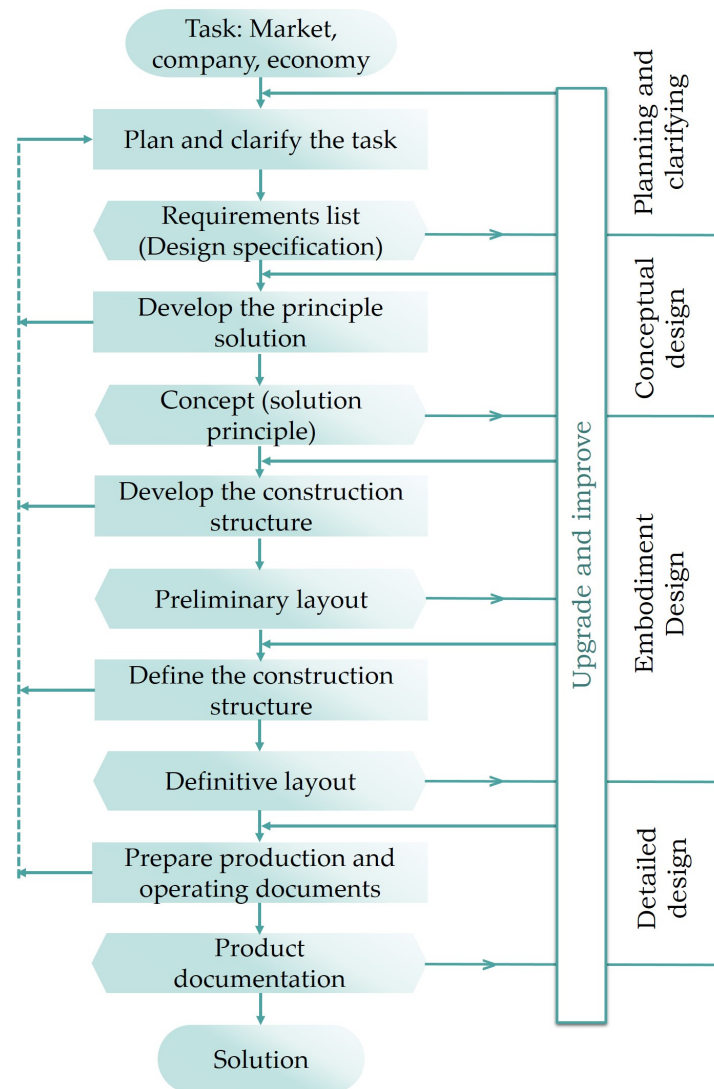 Task: Market,
company, economy
Plan and clarify the task
Requirements list
(Design specification)
Develop the principle
solution
Concept (solution
principle)
Develop the construction
structure
Preliminary layout
Define the construction
structure
Definitive layout
Prepare production and
operating documents
Product
documentation
Solution
Upgrade and improve
Planning and
clarifying
Conceptual
design
Embodiment
Design
Detailed
design